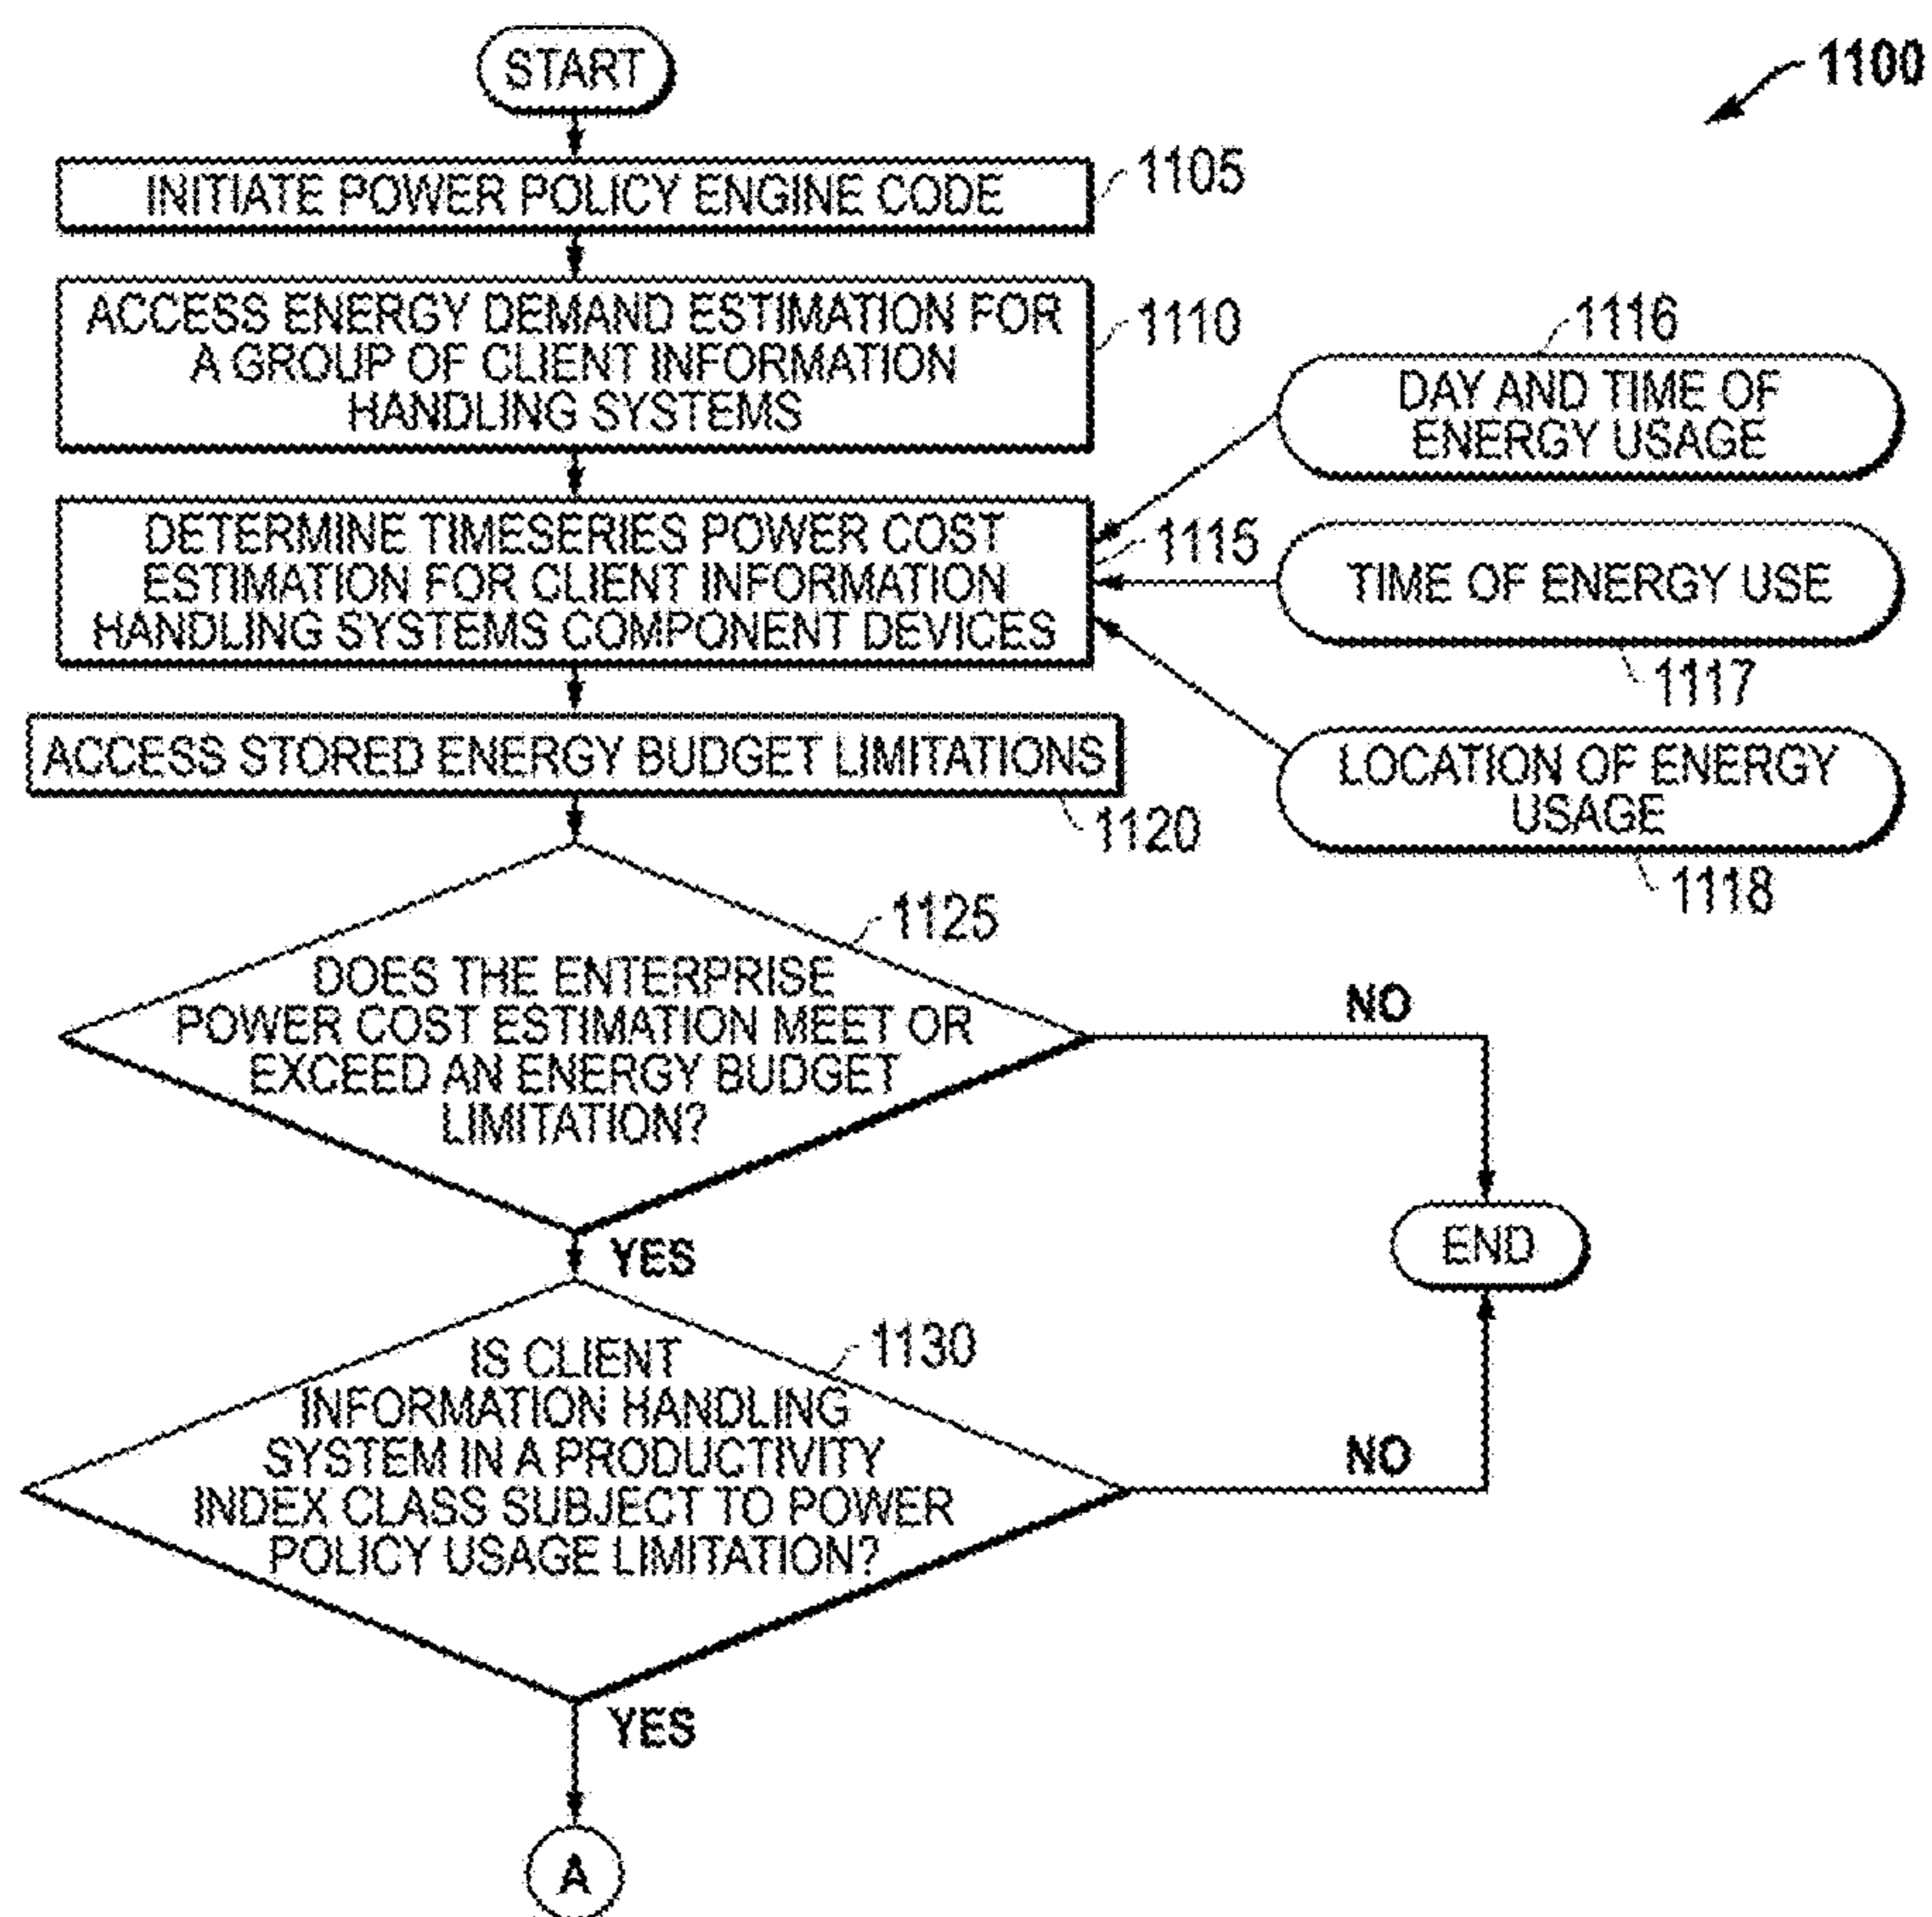 START
1100
INITIATE POWER POLICY ENGINE CODE
1105
ACCESS ENERGY DEMAND ESTIMATION FOR
A GROUP OF CLIENT INFORMATION
HANDLING SYSTEMS
1110
1116
DAY AND TIME OF
ENERGY USAGE
DETERMINE TIMESERIES POWER COST
ESTIMATION FOR CLIENT INFORMATION
HANDLING SYSTEMS COMPONENT DEVICES
1115
TIME OF ENERGY USE
1117
ACCESS STORED ENERGY BUDGET LIMITATIONS
1120
LOCATION OF ENERGY
USAGE
1118
1125
DOES THE ENTERPRISE
POWER COST ESTIMATION MEET OR
EXCEED AN ENERGY BUDGET
LIMITATION?
NO
YES
END
1130
IS CLIENT
INFORMATION HANDLING
SYSTEM IN A PRODUCTIVITY
INDEX CLASS SUBJECT TO POWER
POLICY USAGE LIMITATION?
NO
YES
A